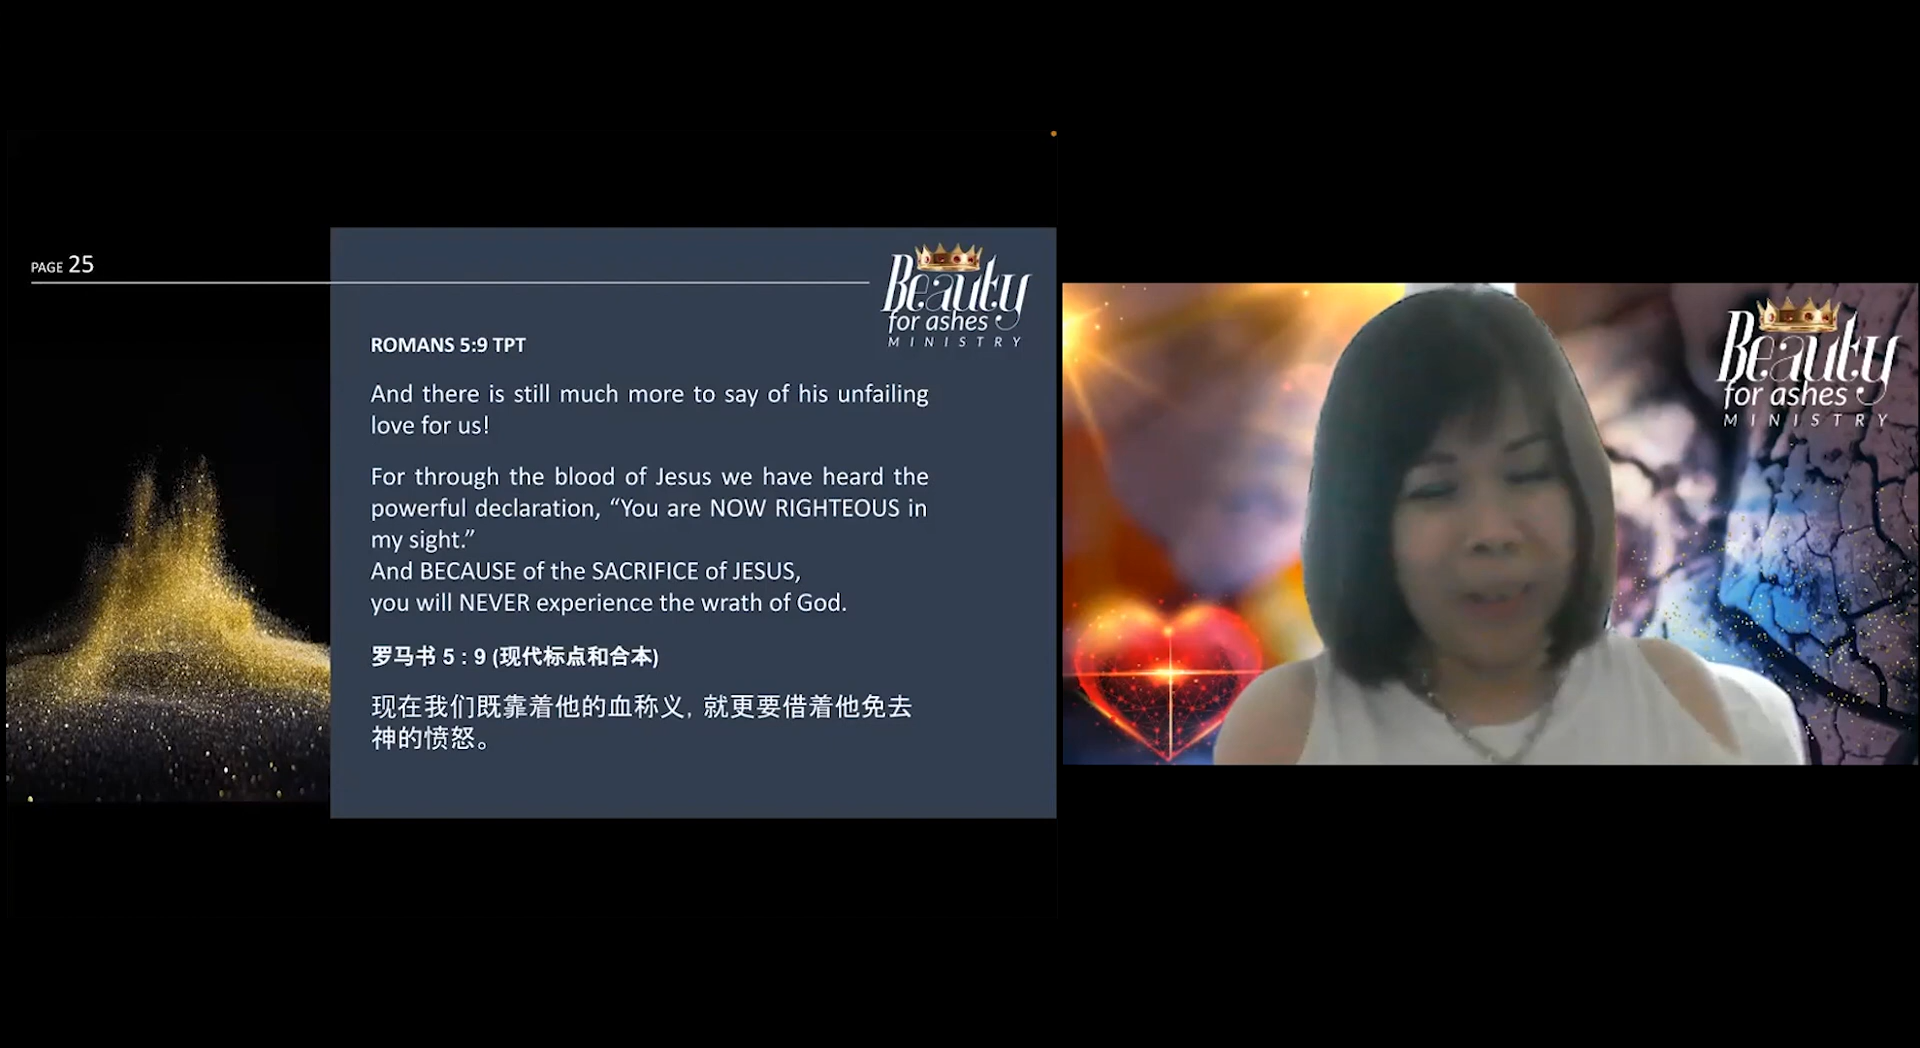 PAGE 25
Beauty
for ashes
MINISTRY
ROMANS 5:9 TPT
And there is still much more to say of his unfailing
love for us!
For through the blood of Jesus we have heard the
powerful declaration, “You are NOW RIGHTEOUS in
my sight.”
And BECAUSE of the SACRIFICE of JESUS,
you will NEVER experience the wrath of God.
罗马书 5 : 9 (现代标点和合本)
现在我们既靠着他的血称义, 就更要借着他免去
神的愤怒。
Beauty
for ashes
MINISTRY